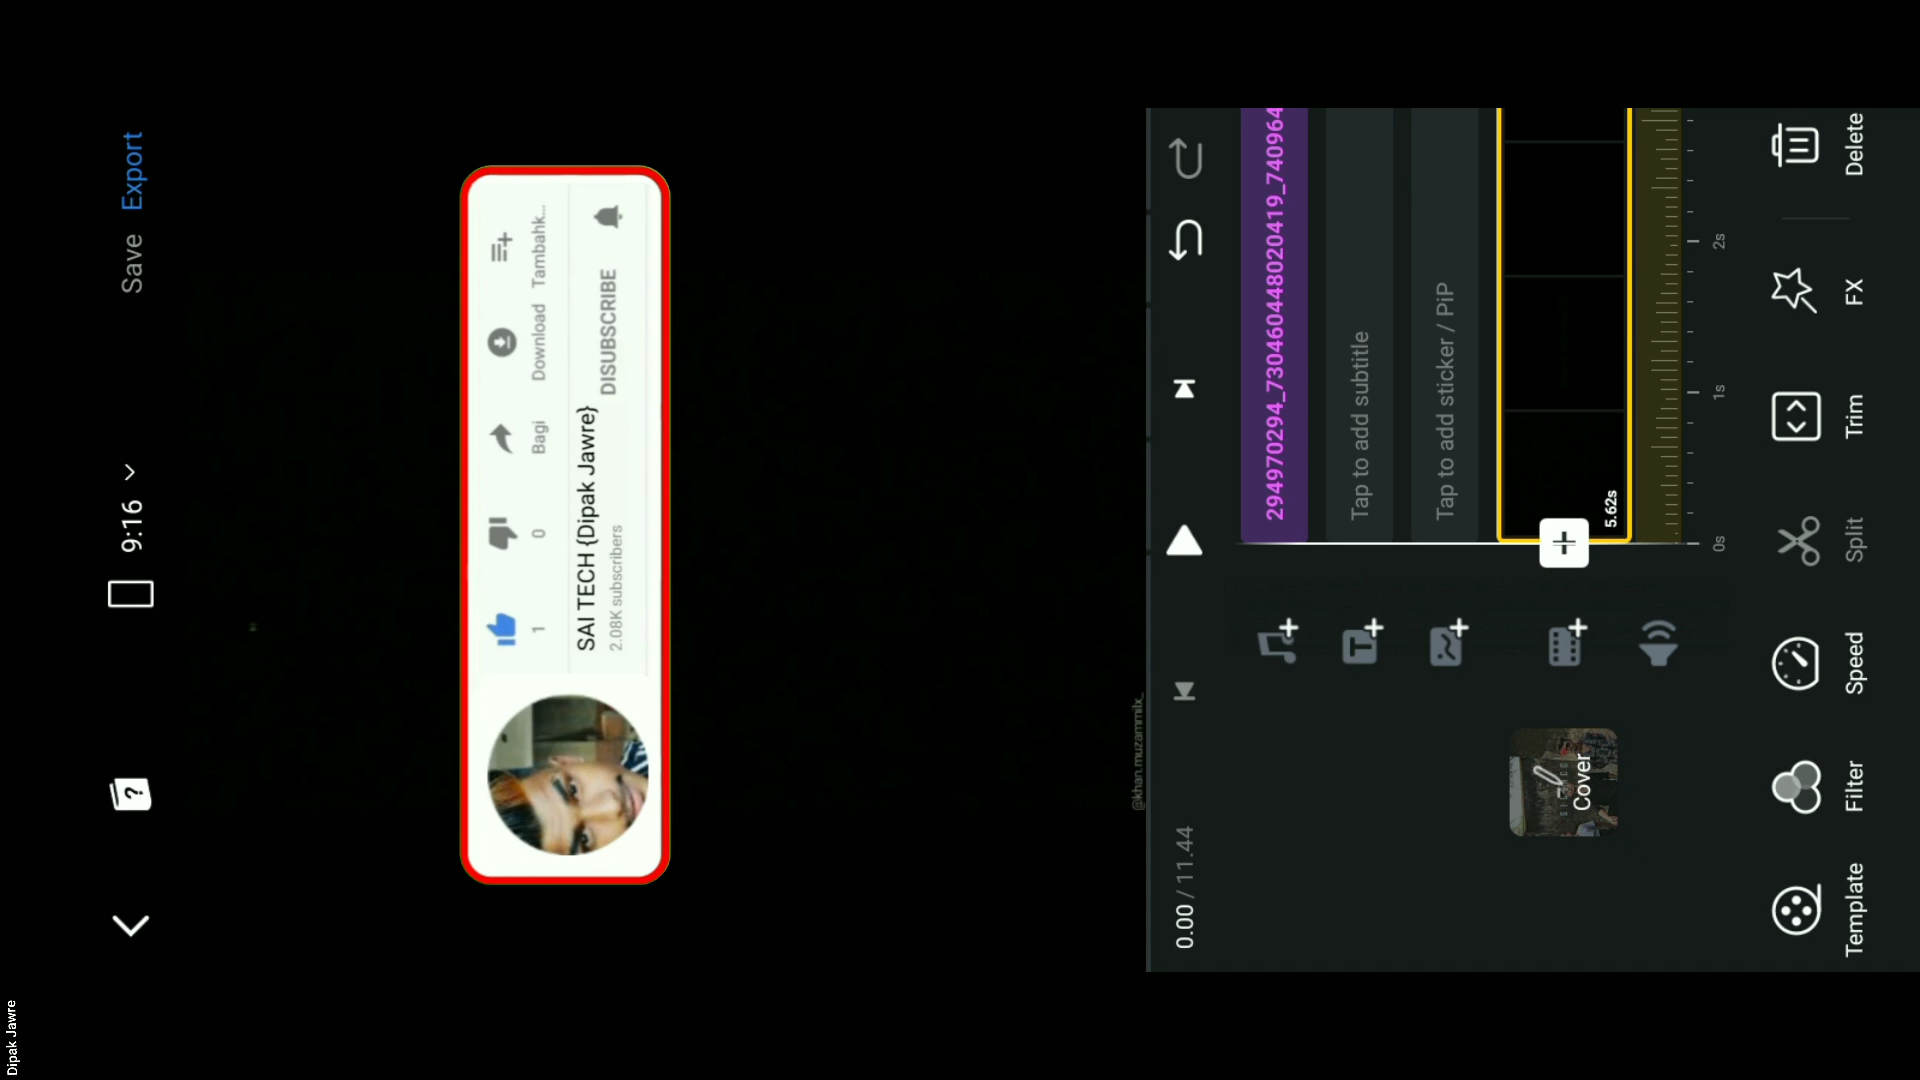 Save Export
9:16
1
0
Bagi
Download
Tambahk...
SAI TECH {Dipak Jawre}
DISUBSCRIBE
2.08K subscribers
@khan.muzammilx_
0.00 / 11.44
294970294_730460448020419_740964
Tap to add subtitle
Tap to add sticker / PiP
Cover
5.62s
0s
1s
2s
Template
Filter
Speed
Split
Trim
FX
Delete
Dipak Jawre